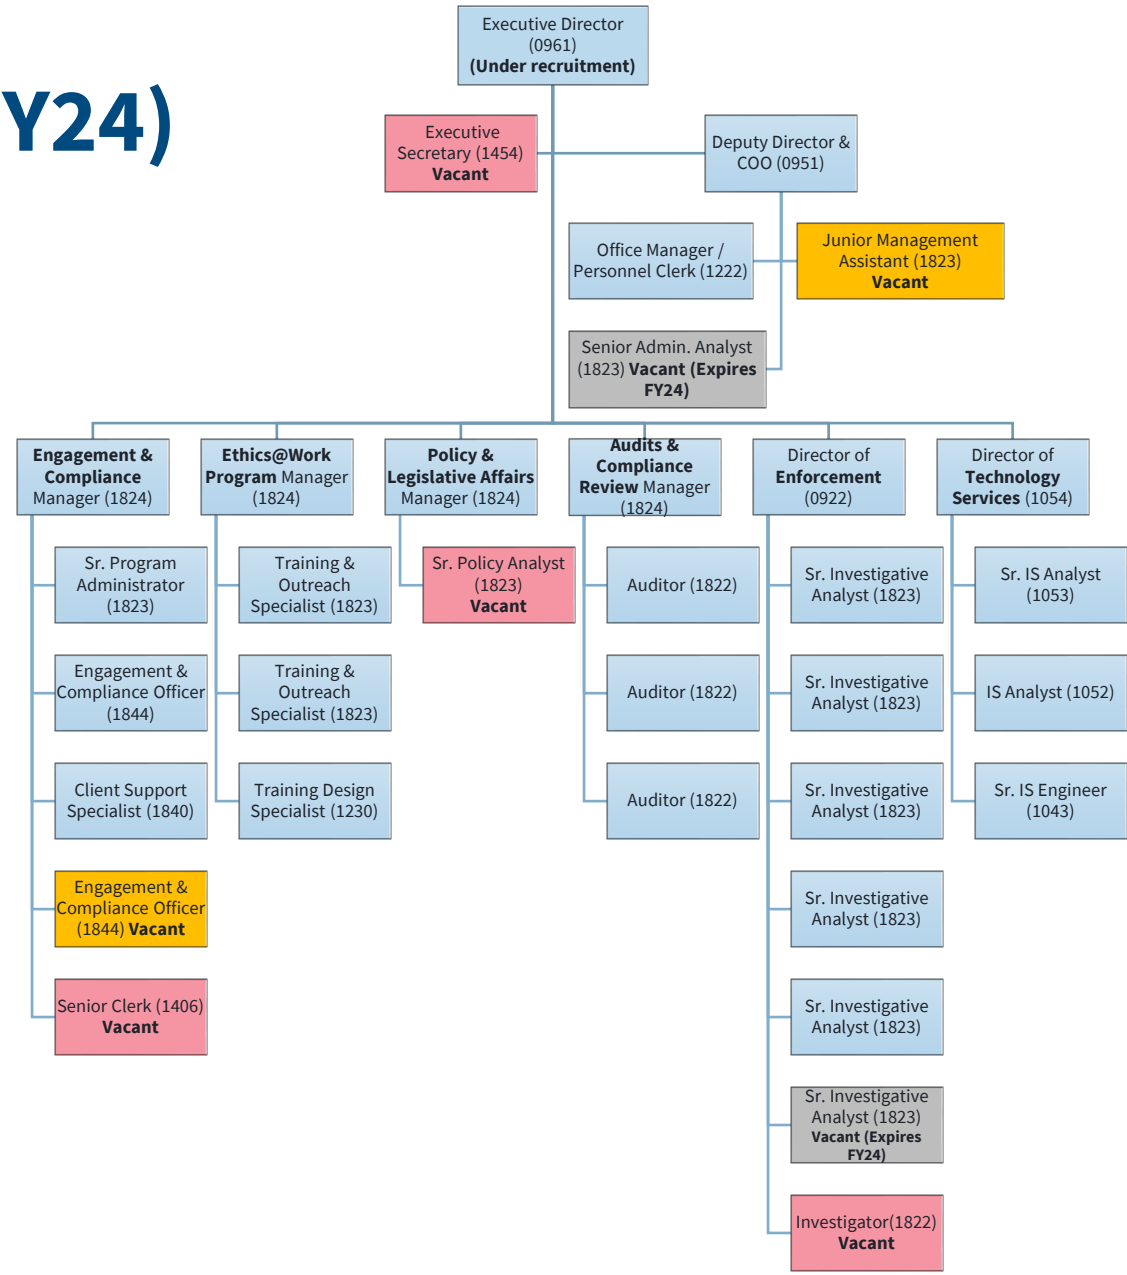 Executive Director
(0961)
(Under recruitment)
Y24)
Executive
Secretary (1454)
Vacant
Deputy Director &
COO (0951)
Office Manager /
Personnel Clerk (1222)
Junior Management
Assistant (1823)
Vacant
Senior Admin. Analyst
(1823) Vacant (Expires
FY24)
Engagement &
Compliance
Manager (1824)
Ethics@Work
Program Manager
(1824)
Policy &
Legislative Affairs
Manager (1824)
Audits &
Compliance
Review Manager
(1824)
Director of
Enforcement
(0922)
Director of
Technology
Services (1054)
Sr. Program
Administrator
(1823)
Training &
Outreach
Specialist (1823)
Sr. Policy Analyst
(1823)
Vacant
Auditor (1822)
Sr. Investigative
Analyst (1823)
Sr. IS Analyst
(1053)
Engagement &
Compliance Officer
(1844)
Training &
Outreach
Specialist (1823)
Auditor (1822)
Sr. Investigative
Analyst (1823)
IS Analyst (1052)
Client Support
Specialist (1840)
Training Design
Specialist (1230)
Auditor (1822)
Sr. Investigative
Analyst (1823)
Sr. IS Engineer
(1043)
Engagement &
Compliance Officer
(1844) Vacant
Sr. Investigative
Analyst (1823)
Senior Clerk (1406)
Vacant
Sr. Investigative
Analyst (1823)
Sr. Investigative
Analyst (1823)
Vacant (Expires
FY24)
Investigator(1822)
Vacant